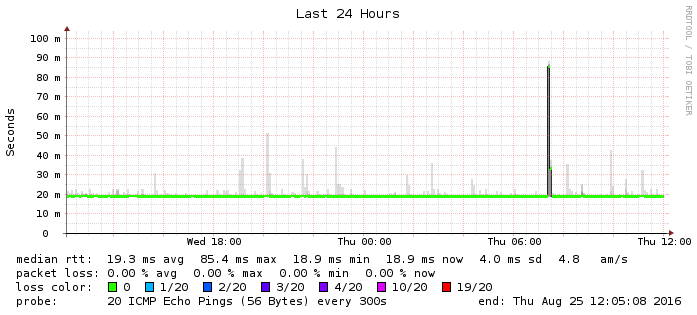 Last 24 Hours
RRDTOOL / TOBI OETIKER
Seconds
100 m
90 m
80 m
70 m
60 m
50 m
40 m
30 m
20 m
10 m
0
Wed 18:00 Thu 00:00 Thu 06:00 Thu 12:00
median rtt: 19.3 ms avg 85.4 ms max 18.9 ms min 18.9 ms now 4.0 ms sd 4.8 am/s
packet loss: 0.00 % avg 0.00 % max 0.00 % min 0.00 % now
loss color: 0 1/20 2/20 3/20 4/20 10/20 19/20
probe: 20 ICMP Echo Pings (56 Bytes) every 300s end: Thu Aug 25 12:05:08 2016